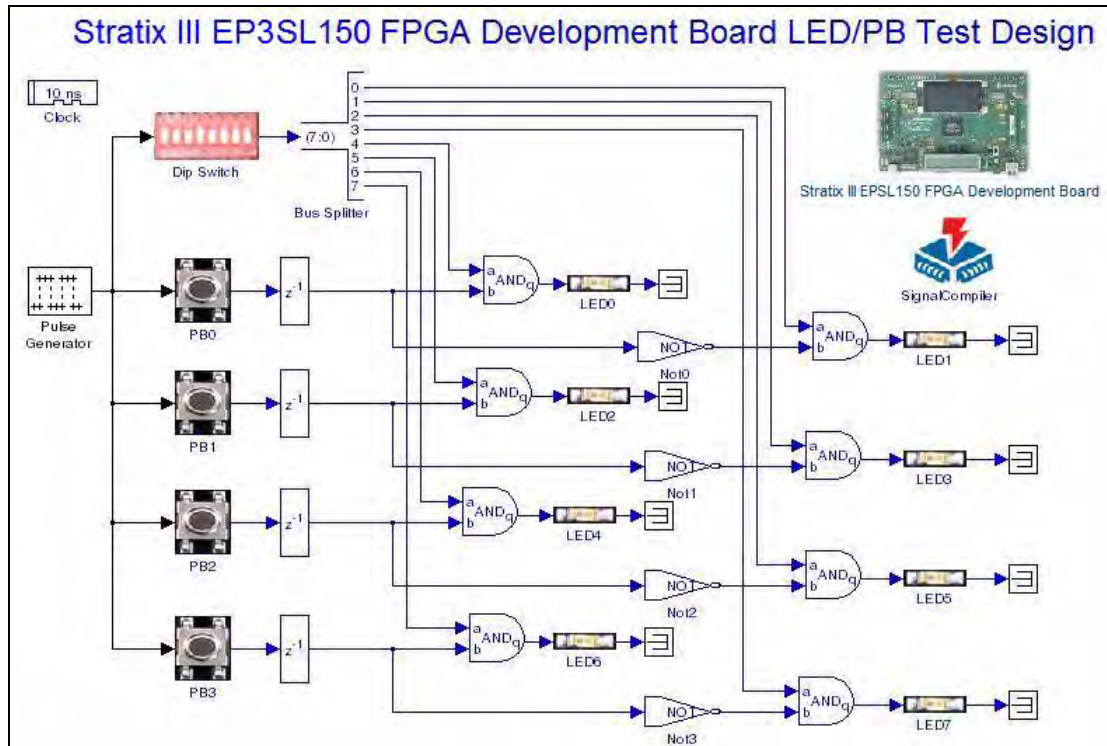 Stratix III EP3SL150 FPGA Development Board LED/PB Test Design
10 ns
Clock
Dip Switch
(7:0)
0
1
2
3
4
5
6
7
Bus Splitter
Stratix III EPSL150 FPGA Development Board
SignalCompiler
Pulse
Generator
PB0
z-1
a
b
AND
q
LED0
NOT
Not0
a
b
AND
q
LED1
PB1
z-1
a
b
AND
q
LED2
NOT
Not1
a
b
AND
q
LED3
PB2
z-1
a
b
AND
q
LED4
NOT
Not2
a
b
AND
q
LED5
PB3
z-1
a
b
AND
q
LED6
NOT
Not3
a
b
AND
q
LED7